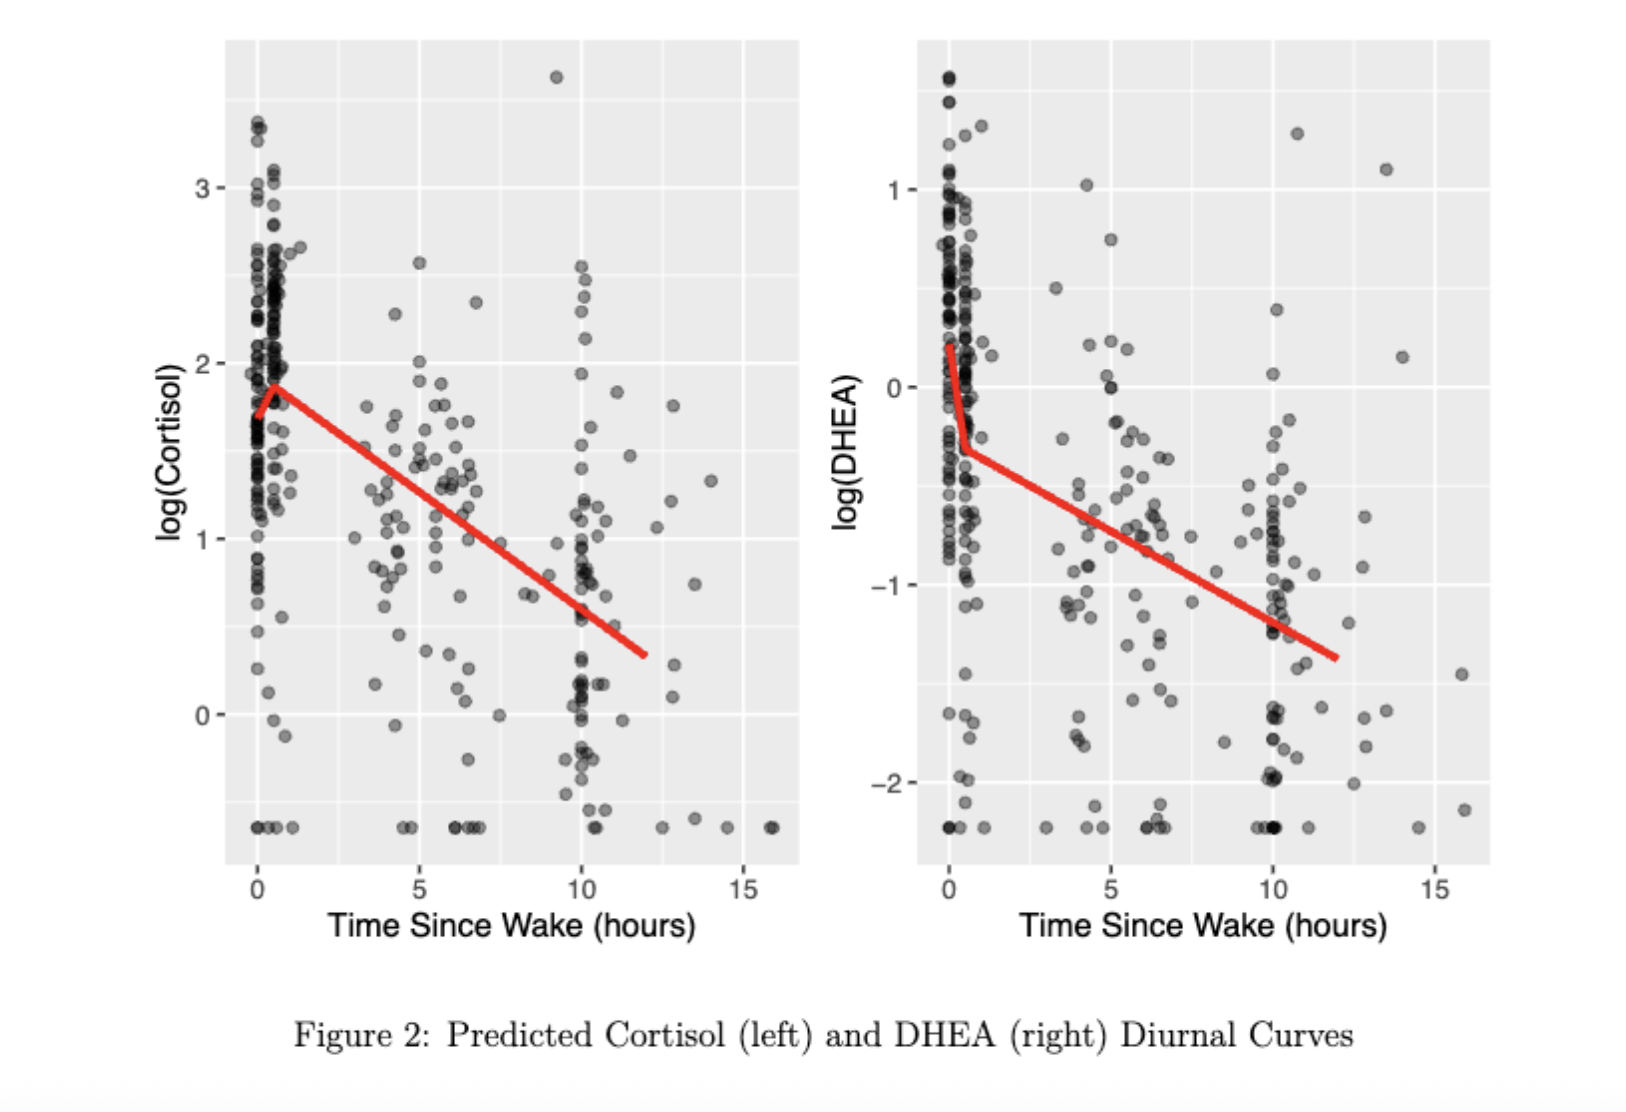 log(Cortisol)
3
2
1
0
0 5 10 15
Time Since Wake (hours)
log(DHEA)
1
0
−1
−2
0 5 10 15
Time Since Wake (hours)
Figure 2: Predicted Cortisol (left) and DHEA (right) Diurnal Curves